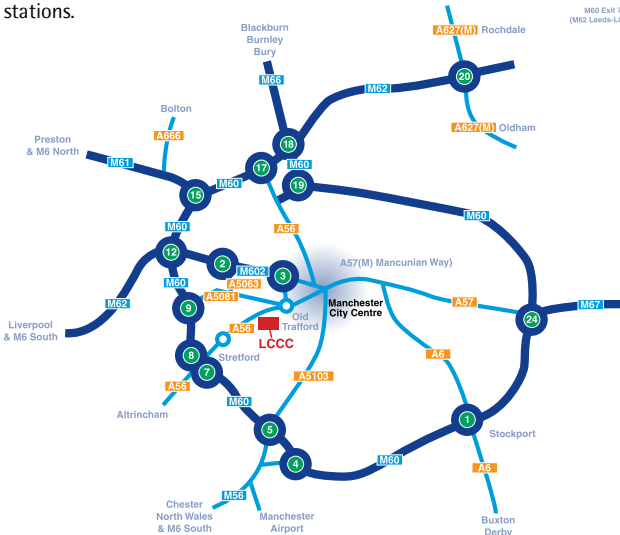 stations.
M60 Exit 7
(M62 Leeds-Li
Blackburn
Burnley
Bury
A627(M) Rochdale
M66
20
M62
Bolton
A666
A627(M) Oldham
Preston
& M6 North
M61
18
M60
17
M60
19
15
A56
M60
M60
12
2
M602
3
A57(M) Mancunian Way)
A5063
M60
A5081
9
A57
M67
M62
Manchester
City Centre
Old
Trafford
24
Liverpool
& M6 South
A56
LCCC
Stretford
8
7
A6
A5103
A56
M60
Altrincham
5
1
Stockport
4
M60
A6
M56
Chester
North Wales
& M6 South
Manchester
Airport
Buxton
Derby